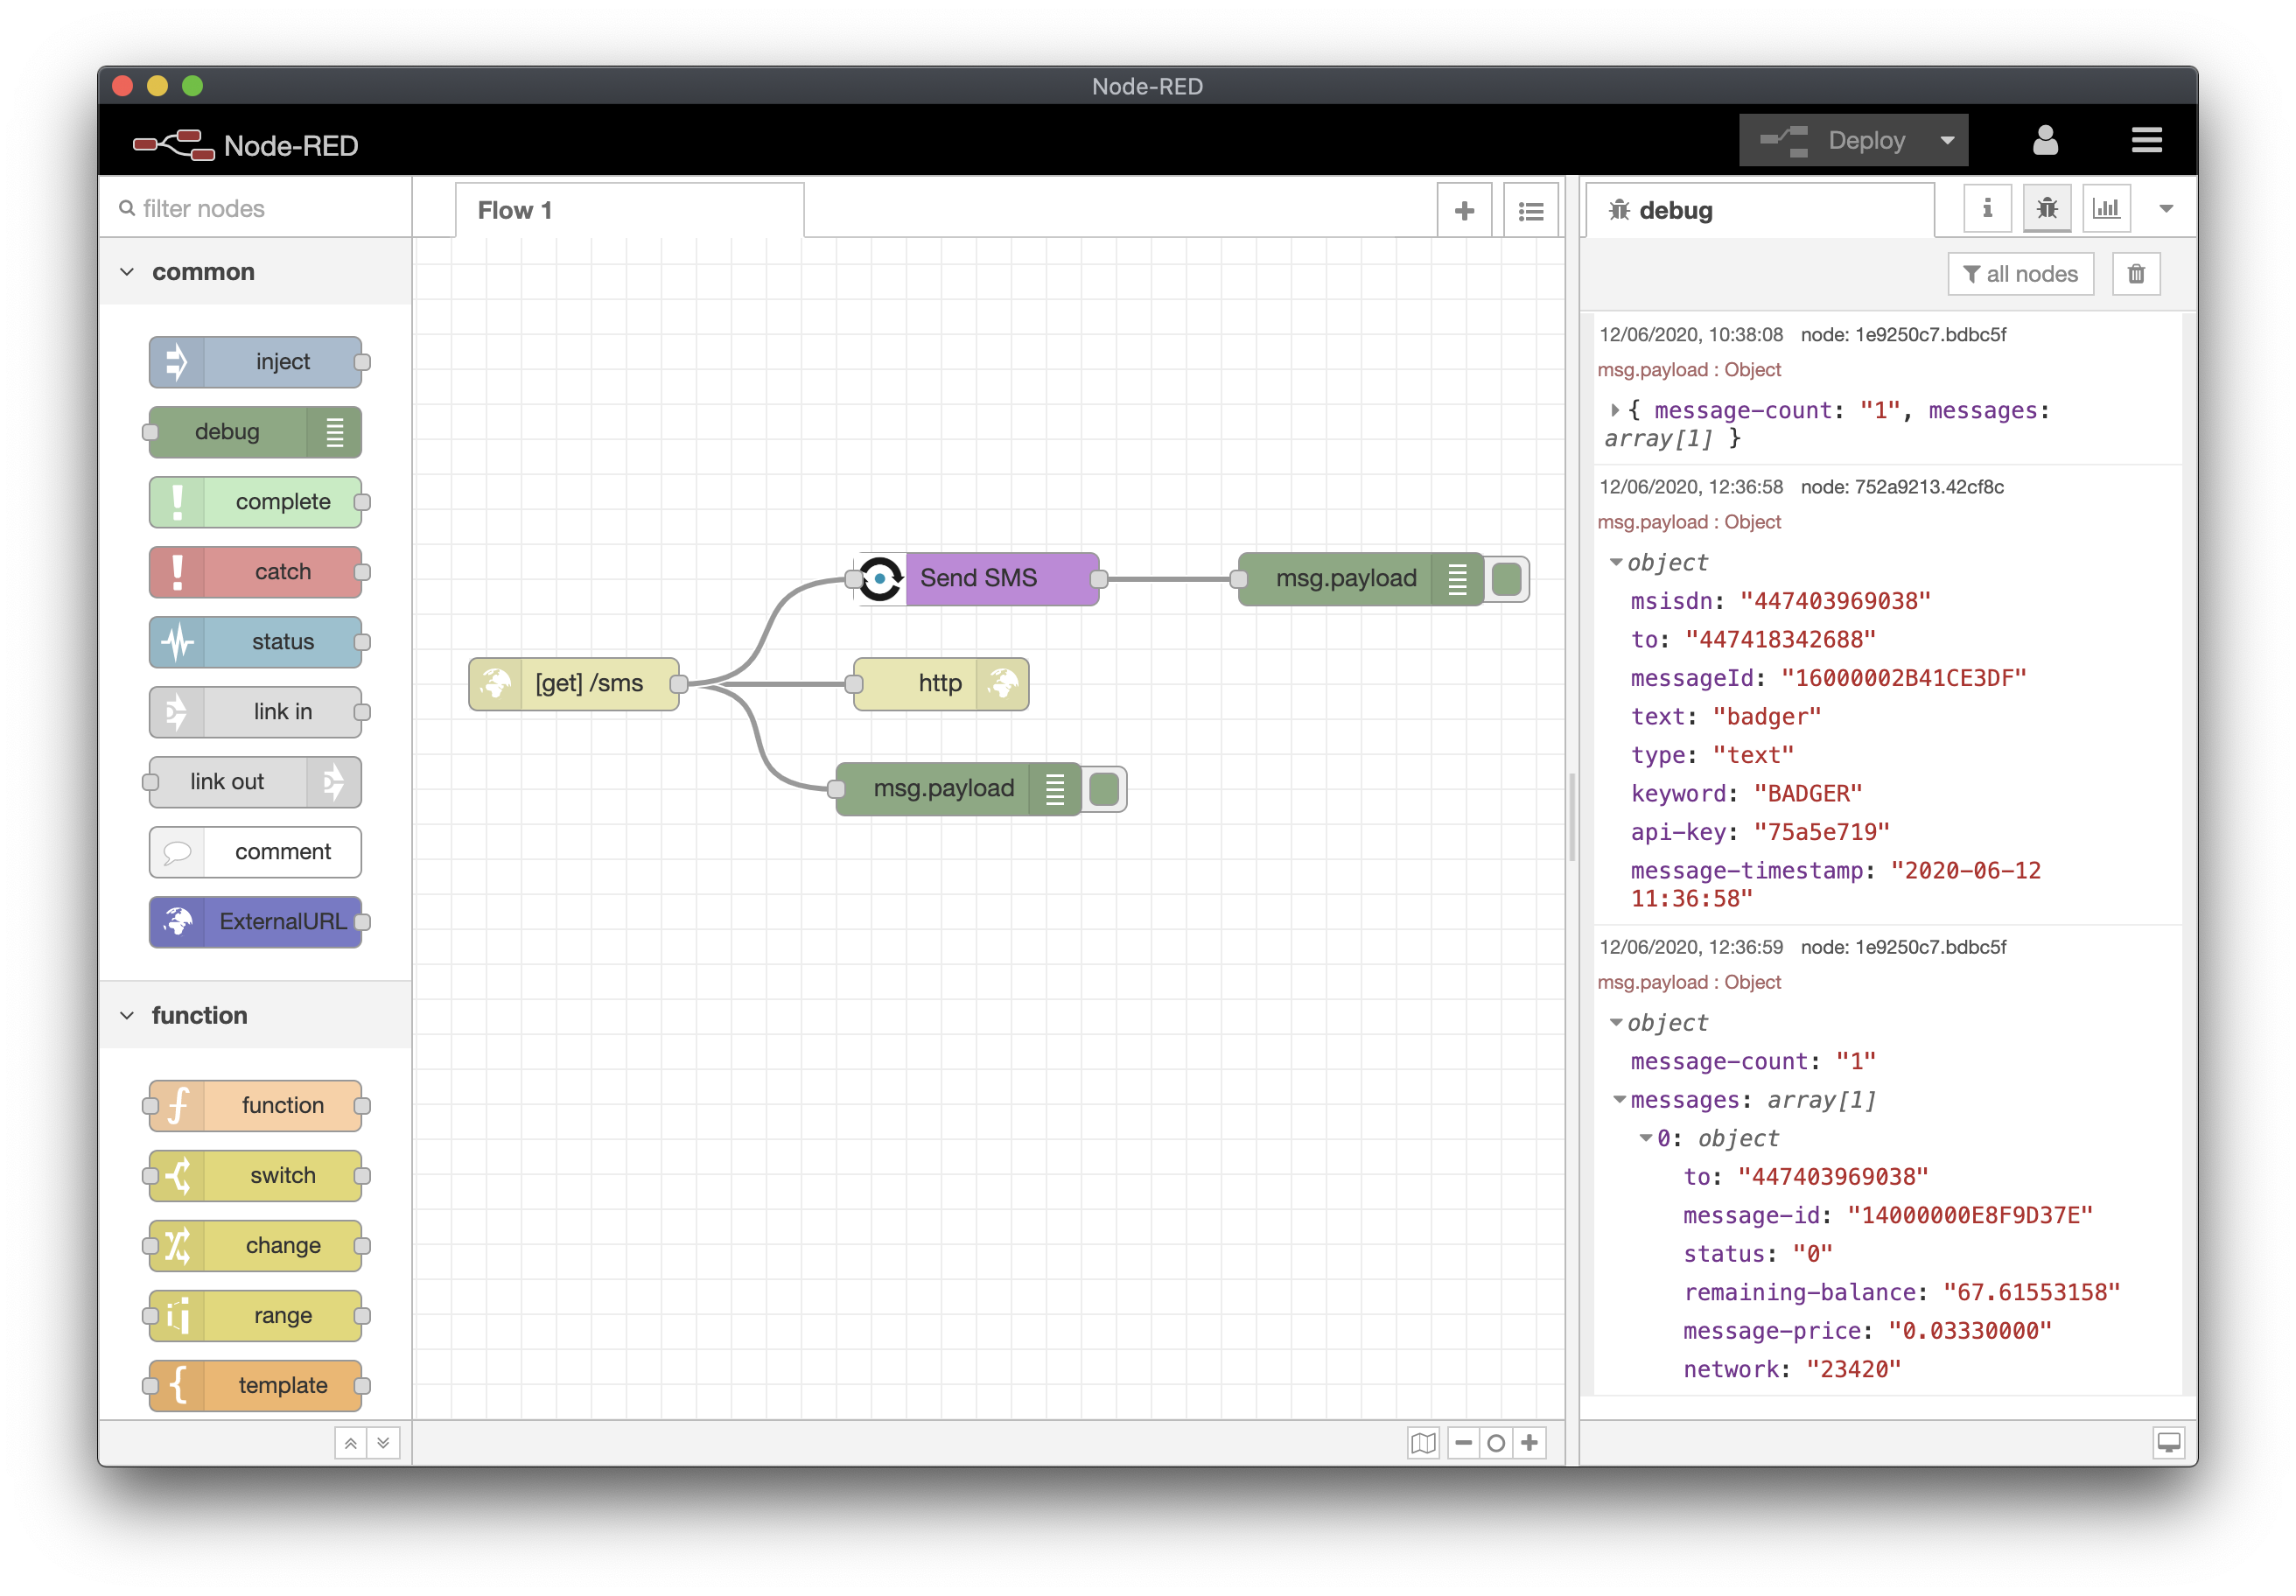 Node-RED
Node-RED
Deploy
filter nodes
common
inject
debug
complete
catch
status
link in
link out
comment
ExternalURL
function
function
switch
change
range
template
Flow 1
[get] /sms
Send SMS
msg.payload
http
msg.payload
debug
i
all nodes
12/06/2020, 10:38:08 node: 1e9250c7.bdbc5f
msg.payload : Object
{ message-count: "1", messages:
array[1] }
12/06/2020, 12:36:58 node: 752a9213.42cf8c
msg.payload : Object
object
msisdn: "447403969038"
to: "447418342688"
messageId: "16000002B41CE3DF"
text: "badger"
type: "text"
keyword: "BADGER"
api-key: "75a5e719"
message-timestamp: "2020-06-12
11:36:58"
12/06/2020, 12:36:59 node: 1e9250c7.bdbc5f
msg.payload : Object
object
message-count: "1"
messages: array[1]
0: object
to: "447403969038"
message-id: "14000000E8F9D37E"
status: "0"
remaining-balance: "67.61553158"
message-price: "0.03330000"
network: "23420"